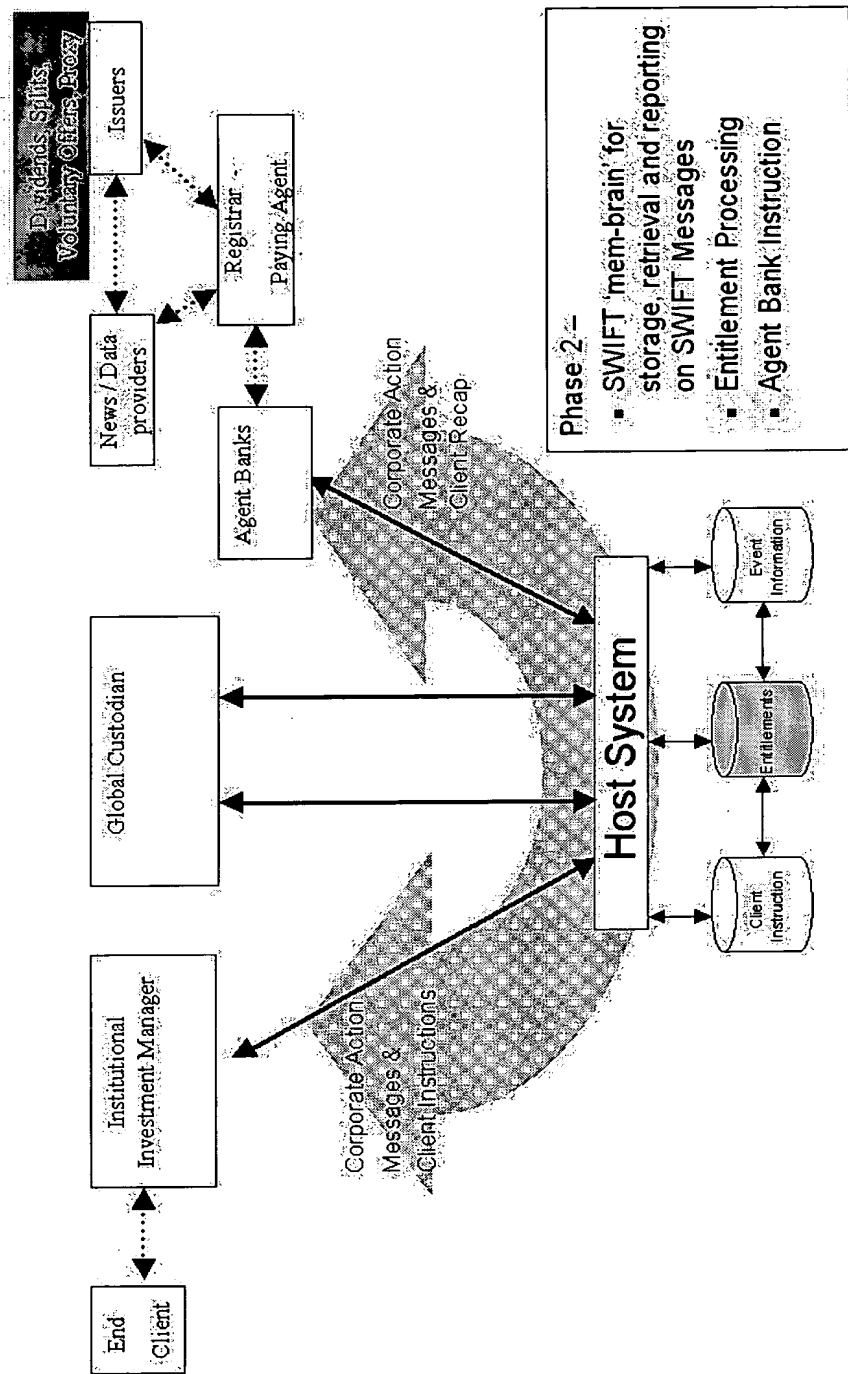 Dividends, Splits,
Voluntary Offers, Proxy
End
Client
Institutional
Investment Manager
Global Custodian
News / Data
providers
Issuers
Agent Banks
Registrar -
Paying Agent
Corporate Action
Messages &
Client Instructions
Corporate Action
Messages &
Client Recap
Host System
Client
Instruction
Entitlements
Event
Information
Phase 2 –
▪ SWIFT 'mem-brain' for
storage, retrieval and reporting
on SWIFT Messages
▪ Entitlement Processing
▪ Agent Bank Instruction